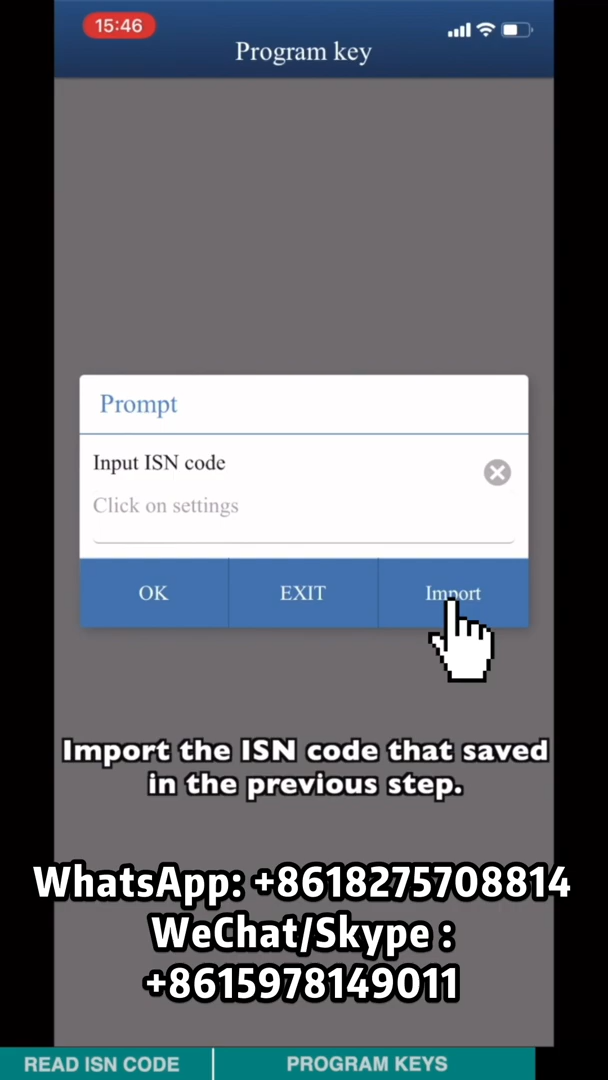 15:46
Program key
Prompt
Input ISN code
Click on settings
OK EXIT Import
Import the ISN code that saved
in the previous step.
WhatsApp: +8618275708814
WeChat/Skype :
+8615978149011
READ ISN CODE PROGRAM KEYS